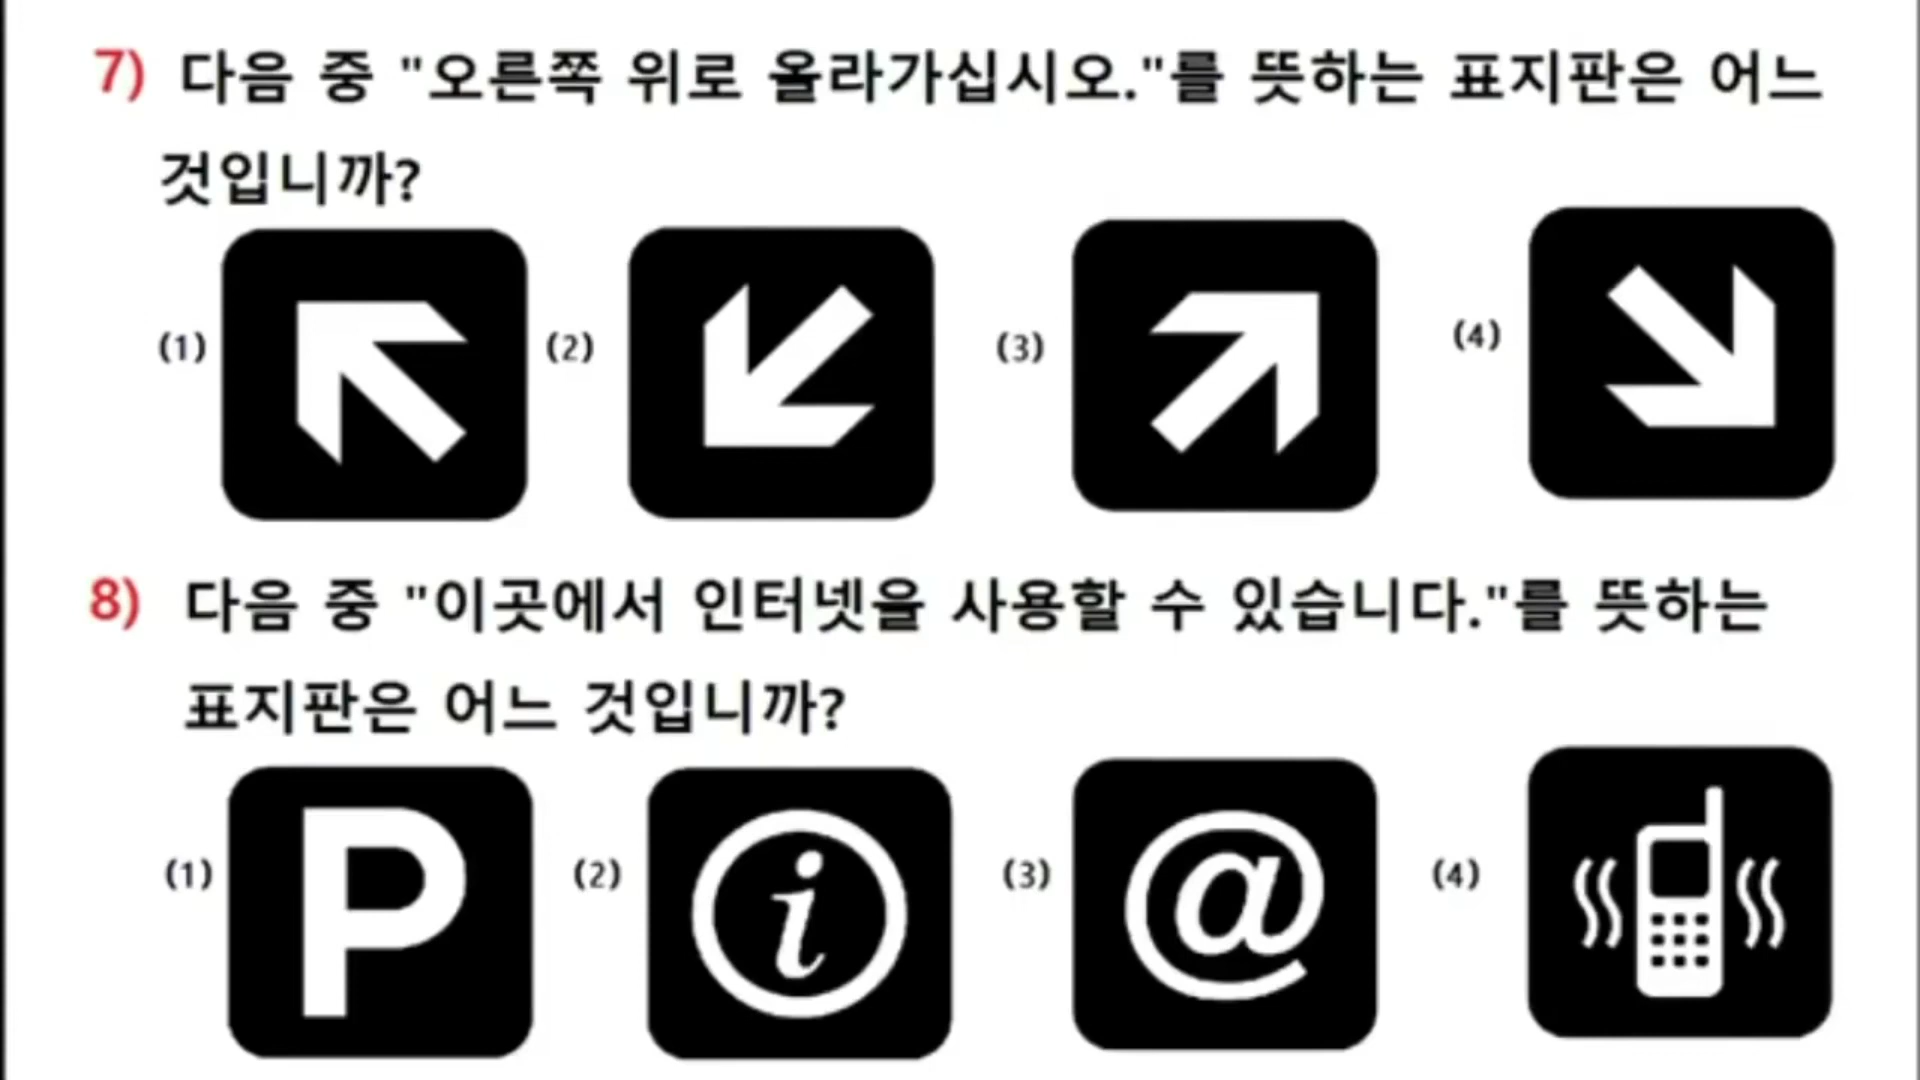 7) 다음 중 "오른쪽 위로 올라가십시오."를 뜻하는 표지판은 어느
것입니까?
(1) (2) (3) (4)
8) 다음 중 "이곳에서 인터넷을 사용할 수 있습니다."를 뜻하는
표지판은 어느 것입니까?
(1) P (2) i (3) @ (4)